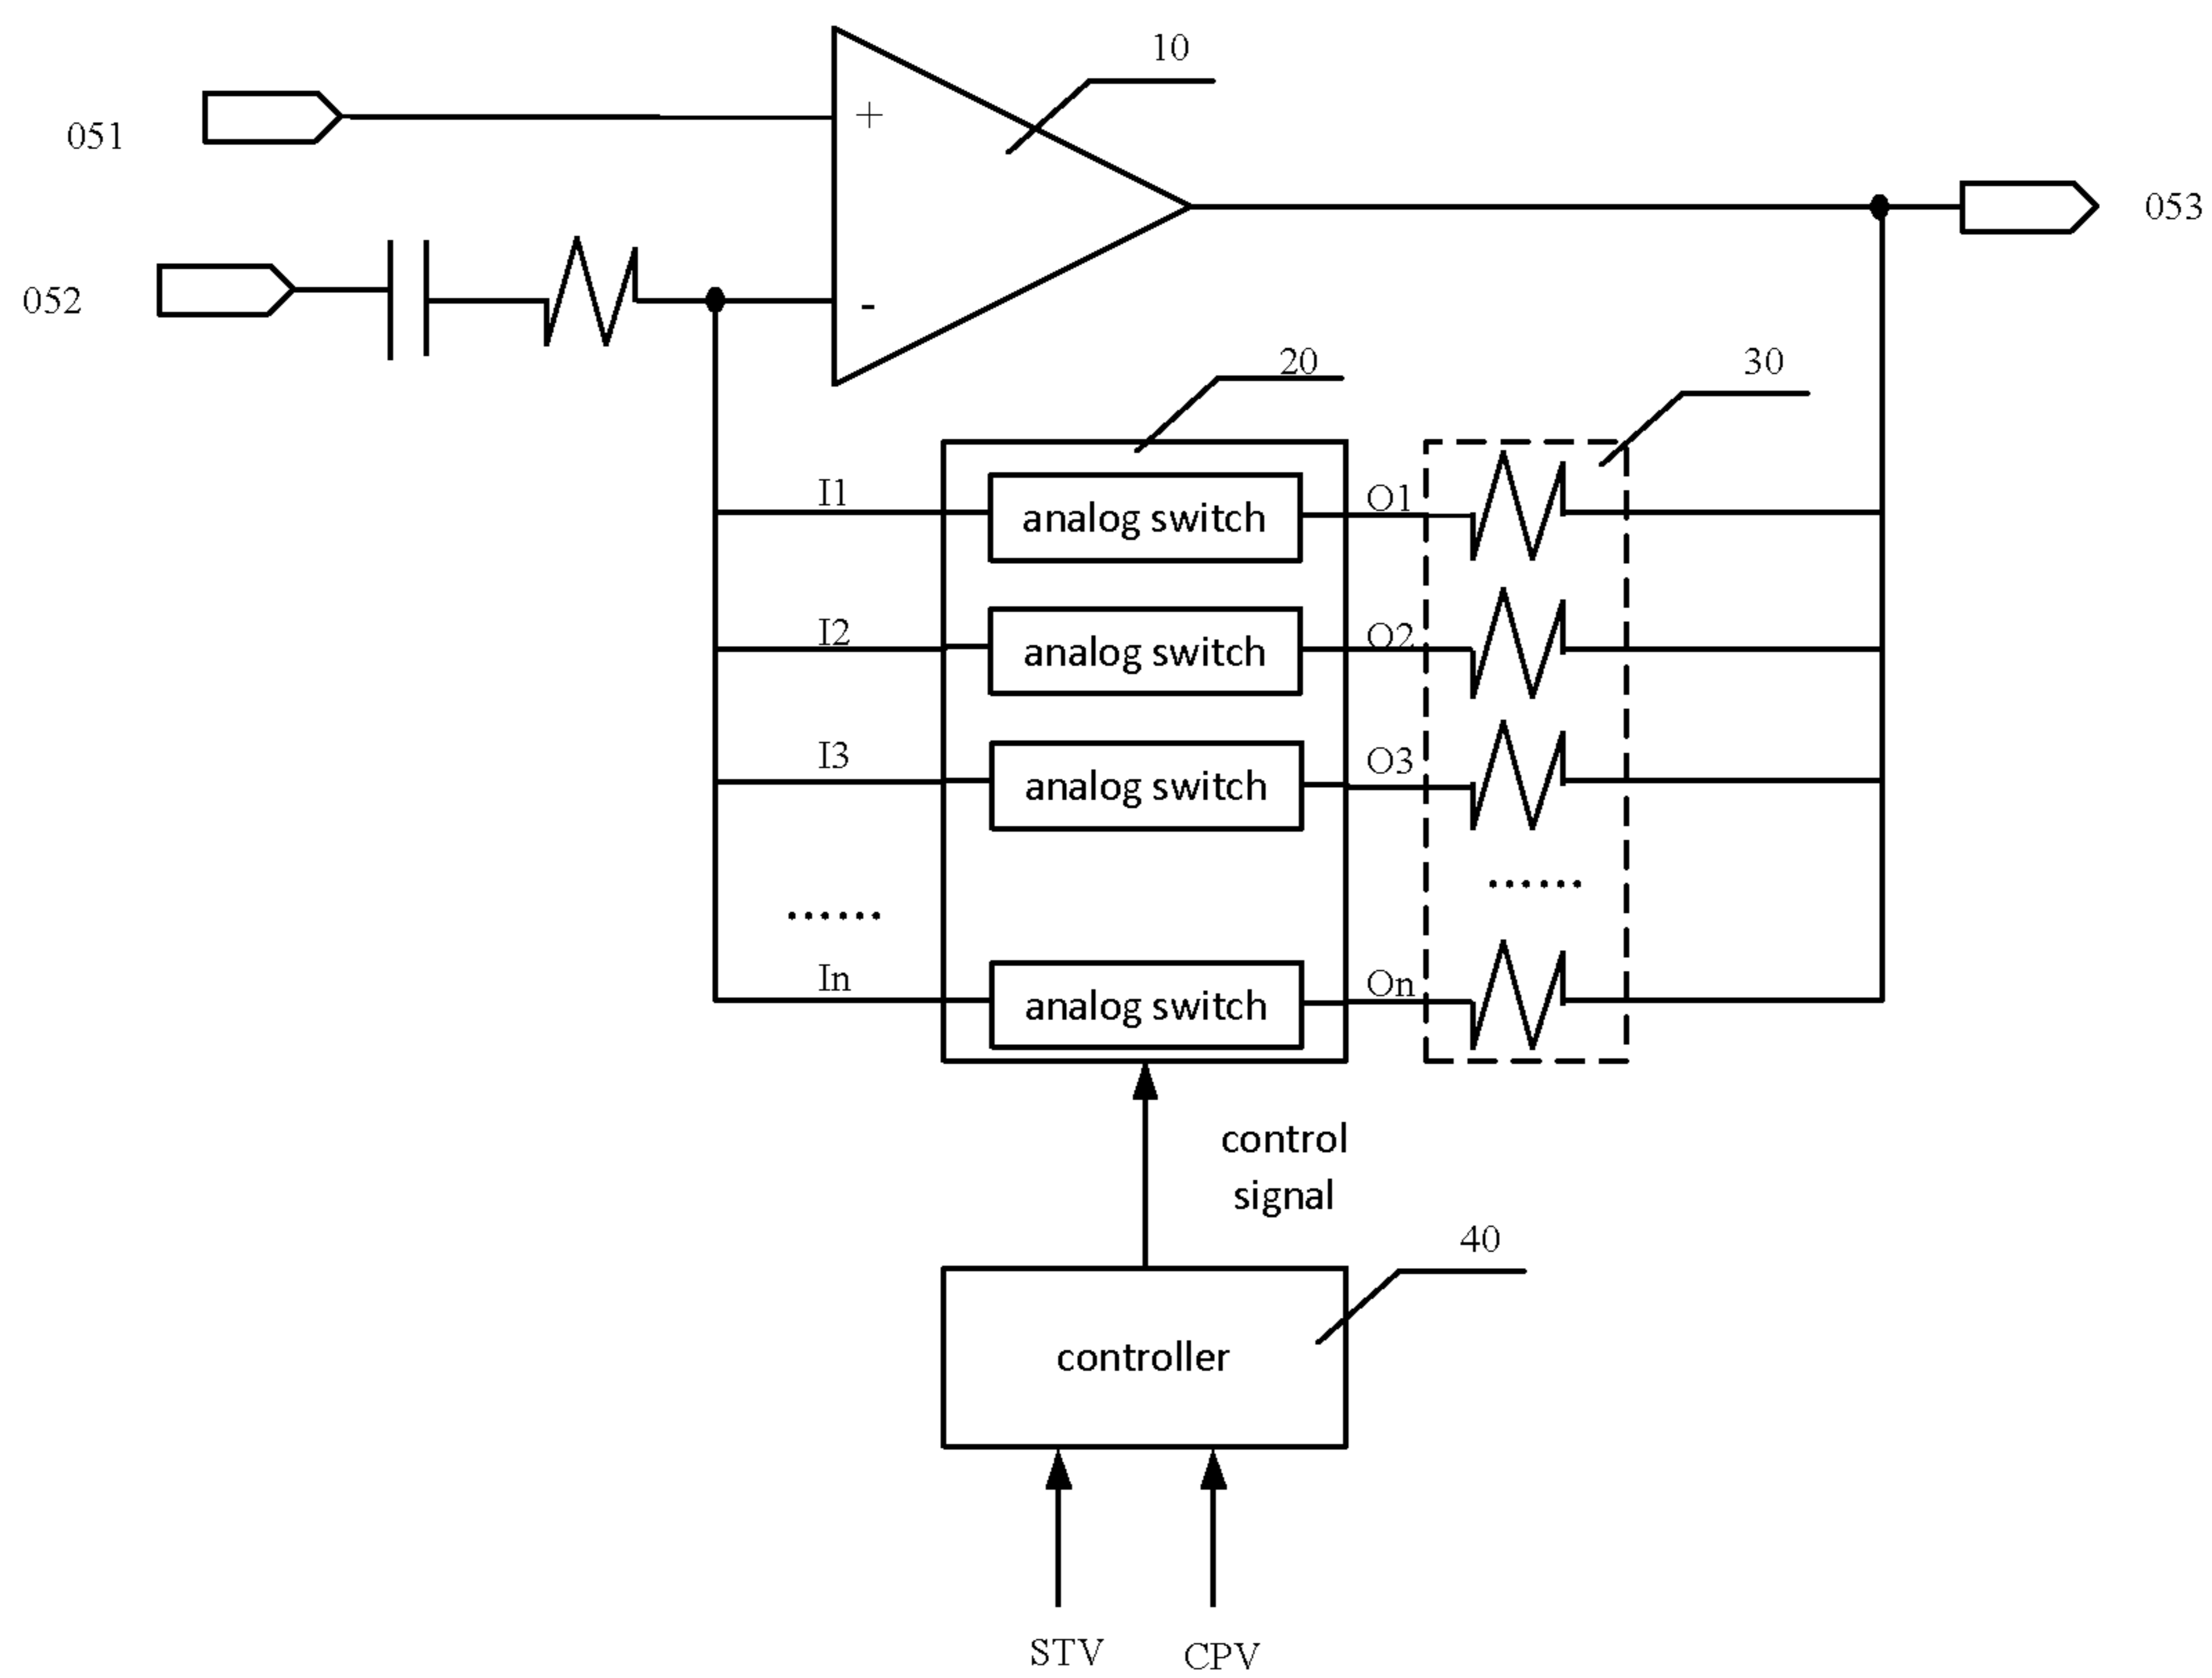 10
051
+
053
052
-
20
30
I1
analog switch
O1
I2
analog switch
O2
I3
analog switch
O3
......
......
In
analog switch
On
control
signal
40
controller
STV
CPV